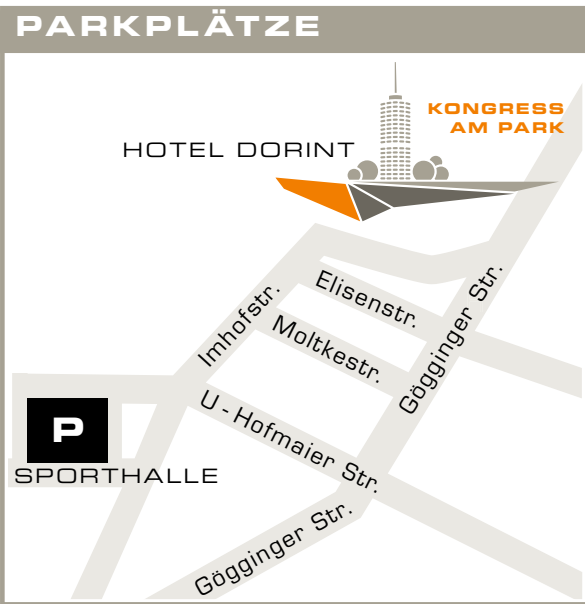 PARKPLÄTZE
KONGRESS
AM PARK
HOTEL DORINT
Elisenstr.
Imhofstr.
Moltkestr.
Gögginger Str.
U - Hofmaier Str.
P
SPORTHALLE
Gögginger Str.